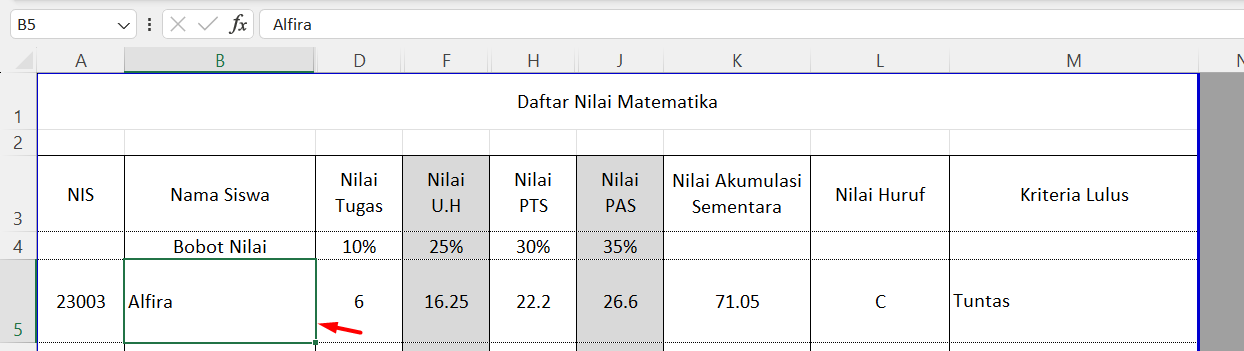 B5
fx
Alfira
A B D F H J K L M N
1
Daftar Nilai Matematika
2
3
NIS
Nama Siswa
Nilai
Tugas
Nilai
U.H
Nilai
PTS
Nilai
PAS
Nilai Akumulasi
Sementara
Nilai Huruf
Kriteria Lulus
4 Bobot Nilai 10% 25% 30% 35%
5 23003 Alfira 6 16.25 22.2 26.6 71.05 C Tuntas